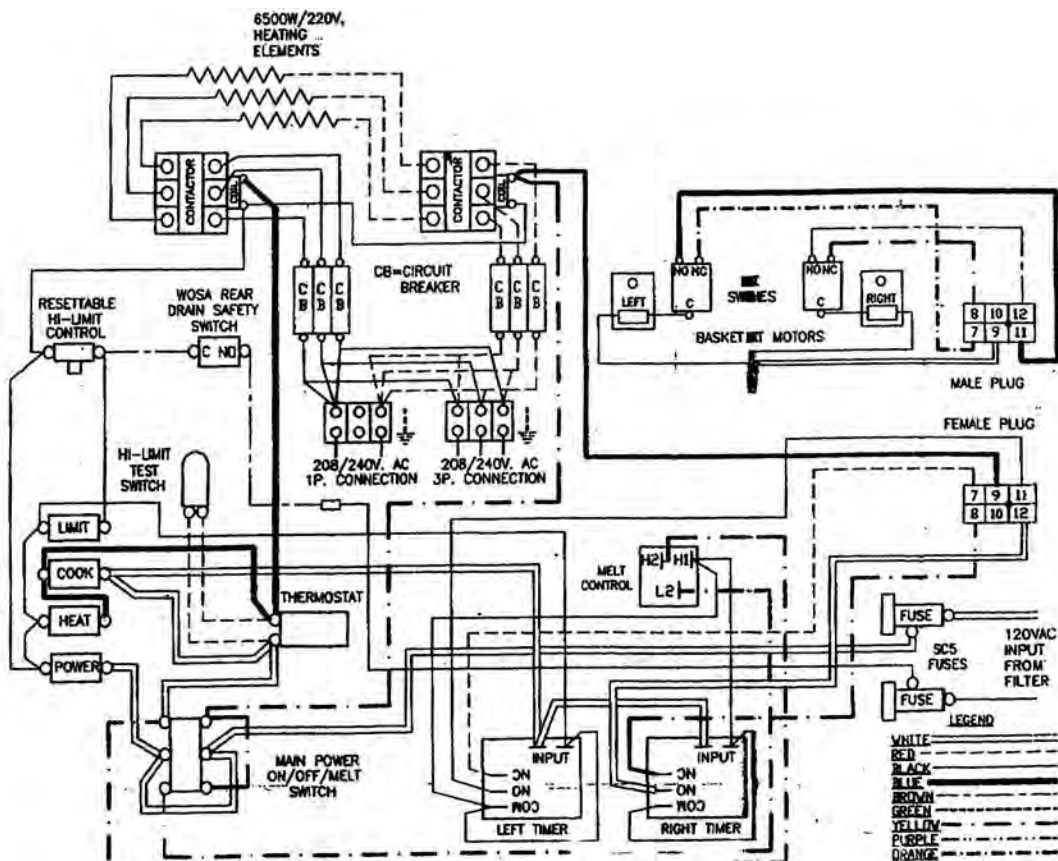 6500W/220V,
HEATING
ELEMENTS
CONTACTOR
COIL
CONTACTOR
COIL
C B
C B
C B
CB=CIRCUIT
BREAKER
C B
C B
C B
RESETTABLE
HI-LIMIT
CONTROL
WOSA REAR
DRAIN SAFETY
SWITCH
C NO
NO NC
C
LEFT
NO NC
C
RIGHT
BASKET MOTORS
8 10 12
7 9 11
MALE PLUG
FEMALE PLUG
7 9 11
8 10 12
208/240V. AC
1P. CONNECTION
208/240V. AC
3P. CONNECTION
HI-LIMIT
TEST
SWITCH
LIMIT
COOK
HEAT
POWER
THERMOSTAT
MELT
CONTROL
H2 H1
L2
FUSE
SC5
FUSES
FUSE
120VAC
INPUT
FROM
FILTER
MAIN POWER
ON/OFF/MELT
SWITCH
INPUT
NC
NO
COM
LEFT TIMER
INPUT
NC
NO
COM
RIGHT TIMER
LEGEND
WHITE
RED
BLACK
BLUE
BROWN
GREEN
YELLOW
PURPLE
ORANGE